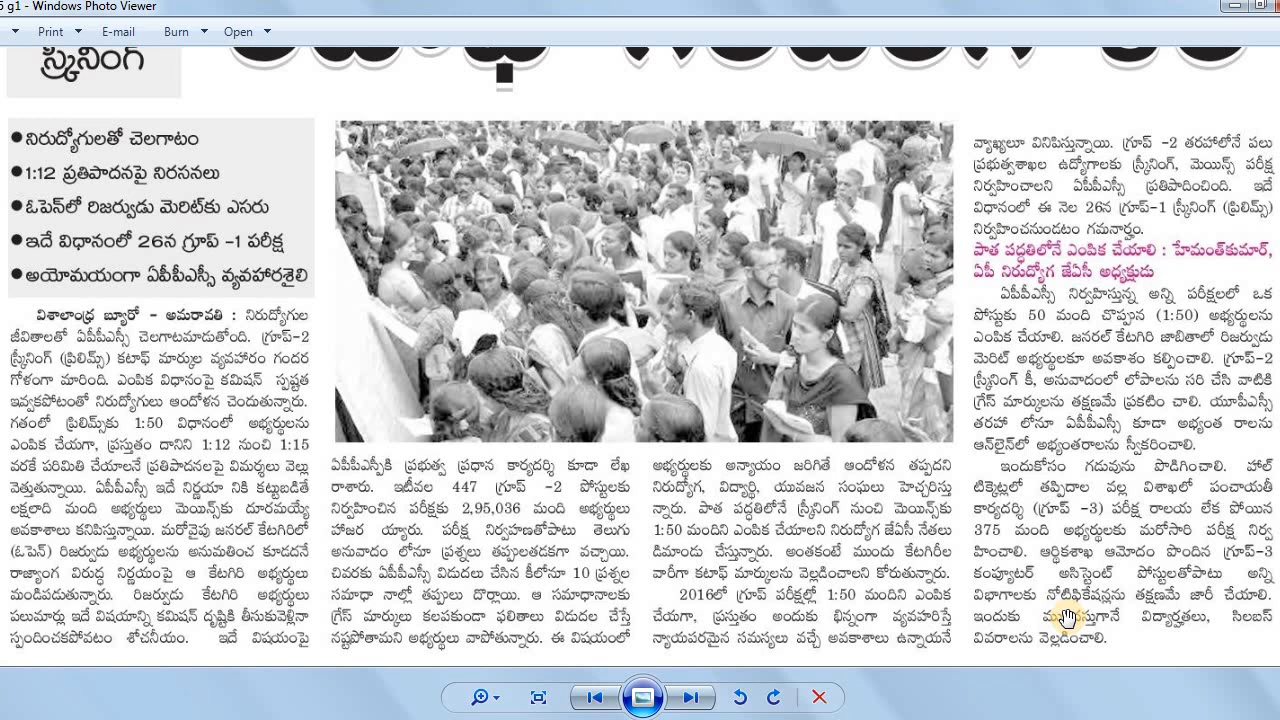 5 g1 - Windows Photo Viewer
Print E-mail Burn Open
స్క్రీనింగ్
● నిరుద్యోగులతో చెలగాటం
● 1:12 ప్రతిపాదనపై నిరసనలు
● ఓపెన్‌లో రిజర్వుడు మెరిట్‌కు ఎసరు
● ఇదే విధానంలో 26న గ్రూప్ -1 పరీక్ష
● అయోమయంగా ఏపీపీఎస్సీ వ్యవహారశైలి
విశాలాంధ్ర బ్యూరో - అమరావతి : నిరుద్యోగుల
జీవితాలతో ఏపీపీఎస్సీ చెలగాటమాడుతోంది. గ్రూప్-2
స్క్రీనింగ్ (ప్రిలిమ్స్) కటాఫ్ మార్కుల వ్యవహారం గందర
గోళంగా మారింది. ఎంపిక విధానంపై కమిషన్ స్పష్టత
ఇవ్వకపోటంతో నిరుద్యోగులు ఆందోళన చెందుతున్నారు.
గతంలో ప్రిలిమ్స్‌కు 1:50 విధానంలో అభ్యర్థులను
ఎంపిక చేయగా, ప్రస్తుతం దానిని 1:12 నుంచి 1:15
వరకే పరిమితి చేయాలనే ప్రతిపాదనలపై విమర్శలు వెల్లు
వెత్తుతున్నాయి. ఏపీపీఎస్సీ ఇదే నిర్ణయా నికి కట్టుబడితే
లక్షలాది మంది అభ్యర్థులు మెయిన్స్‌కు దూరమయ్యే
అవకాశాలు కనిపిస్తున్నాయి. మరోవైపు జనరల్ కేటగిరిలో
(ఓపెన్) రిజర్వుడు అభ్యర్థులను అనుమతించ కూడదనే
రాజ్యాంగ విరుద్ధ నిర్ణయంపై ఆ కేటగిరి అభ్యర్థులు
మండిపడుతున్నారు. రిజరువుడు కేటగిరి అభ్యర్థులు
పలుమార్లు ఇదే విషయాన్ని కమిషన్ దృష్టికి తీసుకువెళ్లినా
స్పందించకపోవటం శోచనీయం. ఇదే విషయంపై
ఏపీపీఎస్సీకి ప్రభుత్వ ప్రధాన కార్యదర్శి కూడా లేఖ
రాశారు. ఇటీవల 447 గ్రూప్ -2 పోస్టులకు
నిర్వహించిన పరీక్షకు 2,95,036 మంది అభ్యర్థులు
హాజర య్యారు. పరీక్ష నిర్వహణతోపాటు తెలుగు
అనువాదం లోనూ ప్రశ్నలు తప్పులతడకగా వచ్చాయి.
చివరకు ఏపీపీఎస్సీ విడుదలు చేసిన కీలోనూ 10 ప్రశ్నల
సమాధా నాల్లో తప్పులు దొర్లాయి. ఆ సమాధానాలకు
గ్రేస్ మార్కులు కలపకుండా ఫలితాలు విడుదల చేస్తే
నష్టపోతామని అభ్యర్థులు వాపోతున్నారు. ఈ విషయంలో
అభ్యర్థులకు అన్యాయం జరిగితే ఆందోళన తప్పదని
నిరుద్యోగ, విద్యార్థి, యువజన సంఘలు హెచ్చరిస్తు
న్నారు. పాత పద్ధతిలోనే స్క్రీనింగ్ నుంచి మెయిన్స్‌కు
1:50 మందిని ఎంపిక చేయాలని నిరుద్యోగ జేఏసీ నేతలు
డిమాండు చేస్తున్నారు. అంతకంటే ముందు కేటగిరీల
వారీగా కటాఫ్ మార్కులను వెల్లడించాలని కోరుతున్నారు.
2016లో గ్రూప్ పరీక్షల్లో 1:50 మందిని ఎంపిక
చేయగా, ప్రస్తుతం అందుకు భిన్నంగా వ్యవహరిస్తే
న్యాయపరమైన సమస్యలు వచ్చే అవకాశాలు ఉన్నాయనే
వ్యాఖ్యలూ వినిపిస్తున్నాయి. గ్రూప్ -2 తరహాలోనే పలు
ప్రభుత్వశాఖల ఉద్యోగాలకు స్క్రీనింగ్, మెయిన్స్ పరీక్ష
నిర్వహించాలని ఏపీపీఎస్సీ ప్రతిపాదించింది. ఇదే
విధానంలో ఈ నెల 26న గ్రూప్-1 స్క్రీనింగ్ (ప్రిలిమ్స్)
నిర్వహించనుండటం గమనార్హం.
పాత పద్ధతిలోనే ఎంపిక చేయాలి : హేమంత్‌కుమార్,
ఏపీ నిరుద్యోగ జేఏసీ అధ్యక్షుడు
ఏపీపీఎస్సీ నిర్వహిస్తున్న అన్ని పరీక్షలలో ఒక
పోస్టుకు 50 మంది చొప్పున (1:50) అభ్యర్థులను
ఎంపిక చేయాలి. జనరల్ కేటగిరి జాబితాలో రిజర్వుడు
మెరిట్ అభ్యర్థులకూ అవకాశం కల్పించాలి. గ్రూప్-2
స్క్రీనింగ్ కీ, అనువాదంలో లోపాలను సరి చేసి వాటికి
గ్రేస్ మార్కులను తక్షణమే ప్రకటిం చాలి. యూపీఎస్సీ
తరహా లోనూ ఏపీపీఎస్సీ కూడా అభ్యంత రాలను
ఆన్‌లైన్‌లో అభ్యంతరాలను స్వీకరించాలి.
ఇందుకోసం గడువును పొడిగించాలి. హాల్
టిక్కెట్లలో తప్పిదాల వల్ల విశాఖలో పంచాయతీ
కార్యదర్శి (గ్రూప్ -3) పరీక్ష రాయలేక పోయిన
375 మంది అభ్యర్థులకు మరోసారి పరీక్ష నిర్వ
హించాలి. ఆర్థికశాఖ ఆమోదం పొందిన గ్రూప్-3
కంప్యూటర్ అసిస్టెంట్ పోస్టులతోపాటు అన్ని
విభాగాలకు నోటిఫికేషన్లను తక్షణమే జారీ చేయాలి.
ఇందుకు విద్యార్హతలు, సిలబస్
వివరాలను వెల్లడించాలి.